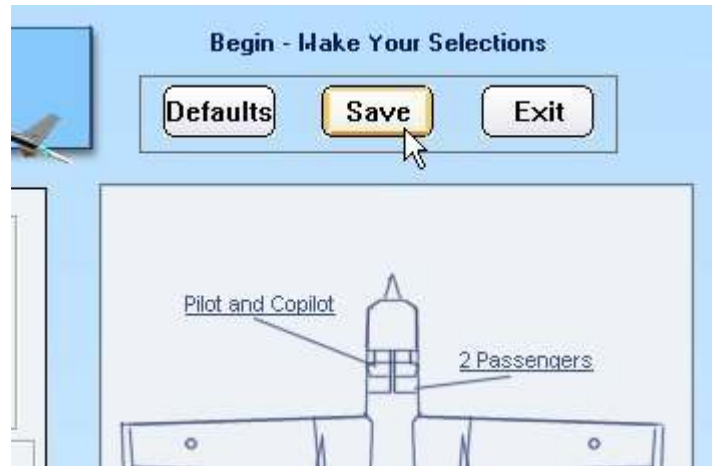 Begin - Make Your Selections
Defaults Save Exit
Pilot and Copilot
2 Passengers